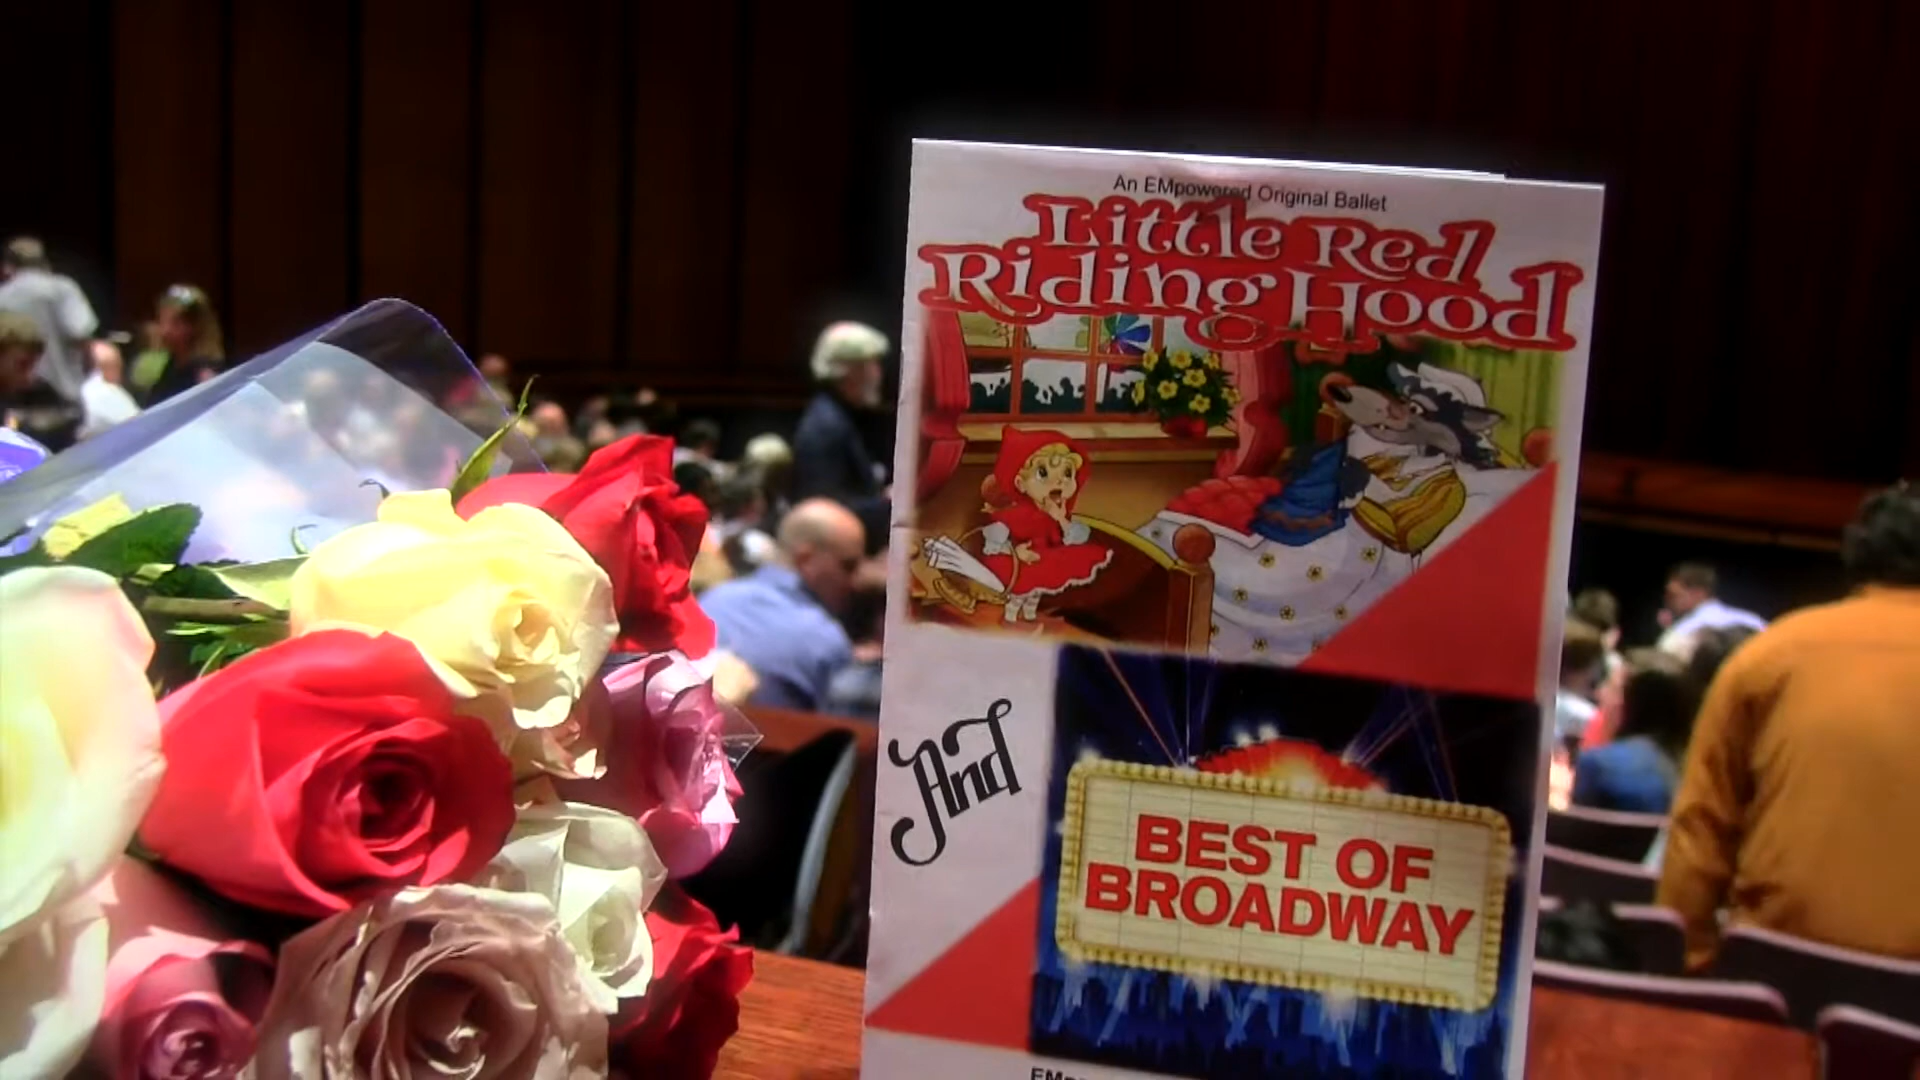 An EMpowered Original Ballet
Little Red
Riding Hood
And
BEST OF
BROADWAY